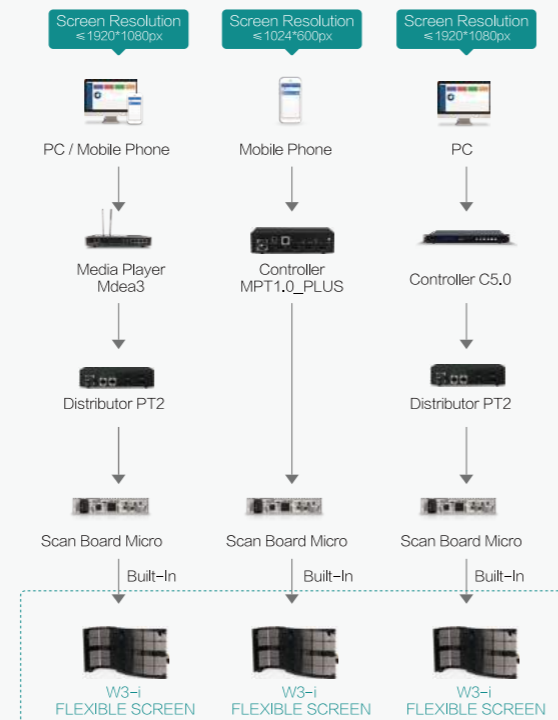 Screen Resolution
≤1920*1080px
Screen Resolution
≤1024*600px
Screen Resolution
≤1920*1080px
PC / Mobile Phone
Mobile Phone
PC
Media Player
Mdea3
Controller
MPT1.0_PLUS
Controller C5.0
Distributor PT2
Distributor PT2
Scan Board Micro
Scan Board Micro
Scan Board Micro
Built-In
Built-In
Built-In
W3-i
FLEXIBLE SCREEN
W3-i
FLEXIBLE SCREEN
W3-i
FLEXIBLE SCREEN